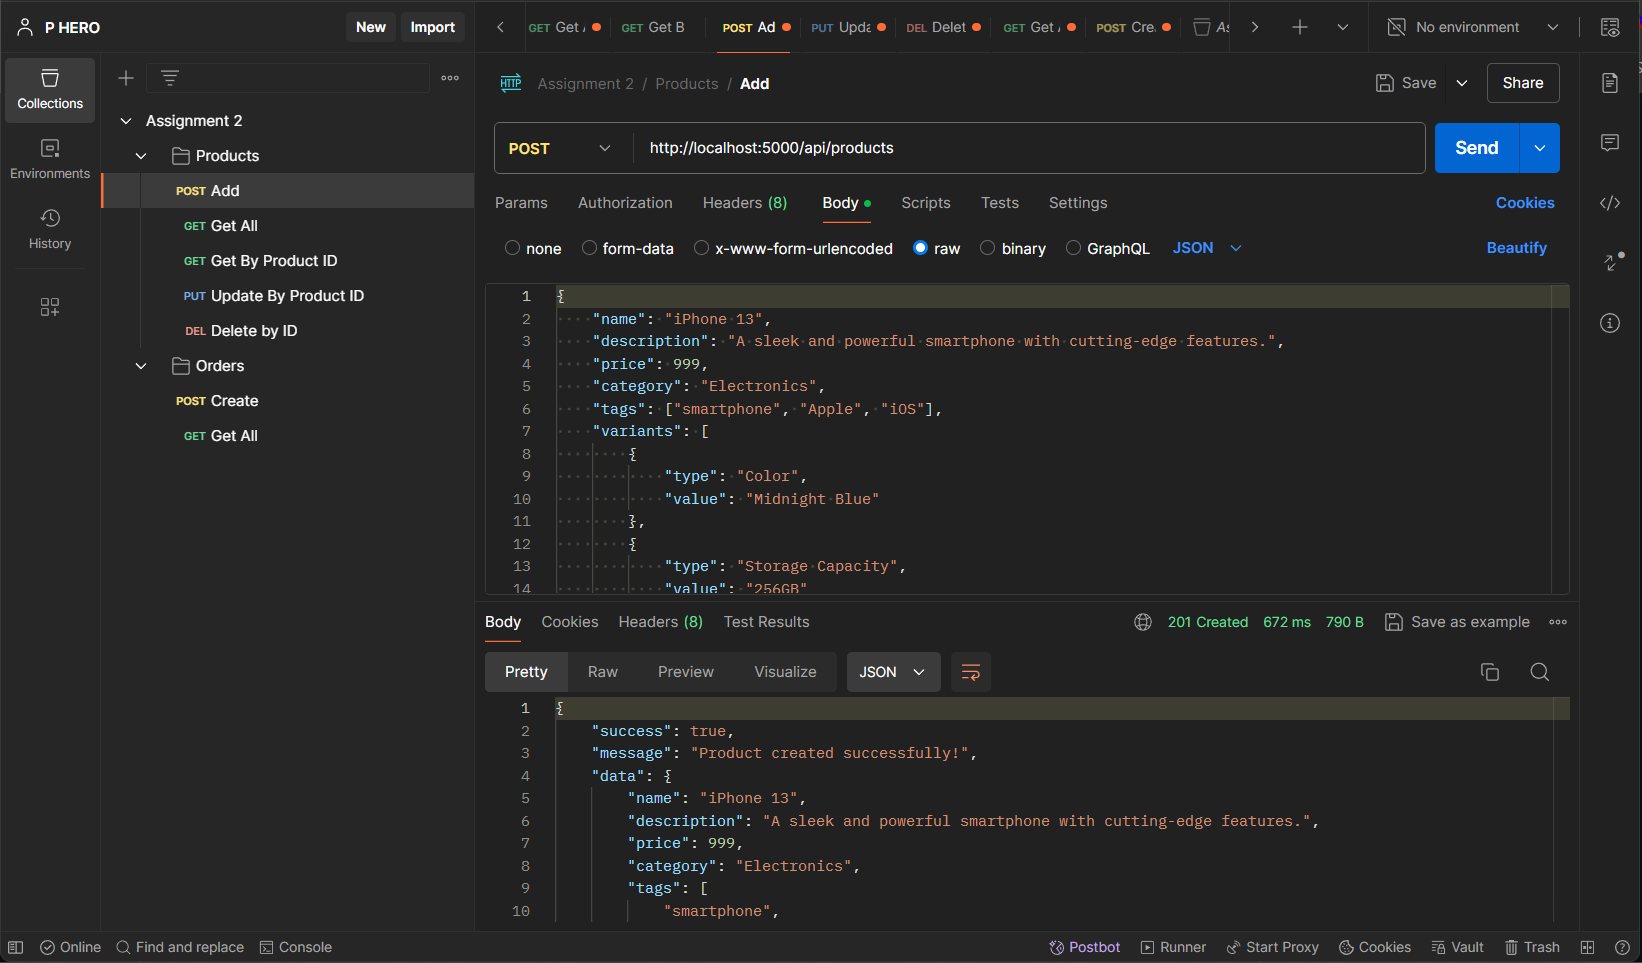 P HERO
New
Import
GET Get
GET Get B
POST Ad
PUT Upda
DEL Delet
GET Get
POST Cre
As
No environment
Collections
Environments
History
Assignment 2
Products
POST Add
GET Get All
GET Get By Product ID
PUT Update By Product ID
DEL Delete by ID
Orders
POST Create
GET Get All
HTTP Assignment 2 / Products / Add
Save
Share
POST
http://localhost:5000/api/products
Send
Params Authorization Headers (8) Body Scripts Tests Settings Cookies
none form-data x-www-form-urlencoded raw binary GraphQL JSON Beautify
1 {
2 "name": "iPhone 13",
3 "description": "A sleek and powerful smartphone with cutting-edge features.",
4 "price": 999,
5 "category": "Electronics",
6 "tags": ["smartphone", "Apple", "iOS"],
7 "variants": [
8 {
9 "type": "Color",
10 "value": "Midnight Blue"
11 },
12 {
13 "type": "Storage Capacity",
14 "value": "256GB"
Body Cookies Headers (8) Test Results
201 Created 672 ms 790 B Save as example
Pretty Raw Preview Visualize JSON
1 {
2 "success": true,
3 "message": "Product created successfully!",
4 "data": {
5 "name": "iPhone 13",
6 "description": "A sleek and powerful smartphone with cutting-edge features.",
7 "price": 999,
8 "category": "Electronics",
9 "tags": [
10 "smartphone",
Online Find and replace Console
Postbot Runner Start Proxy Cookies Vault Trash